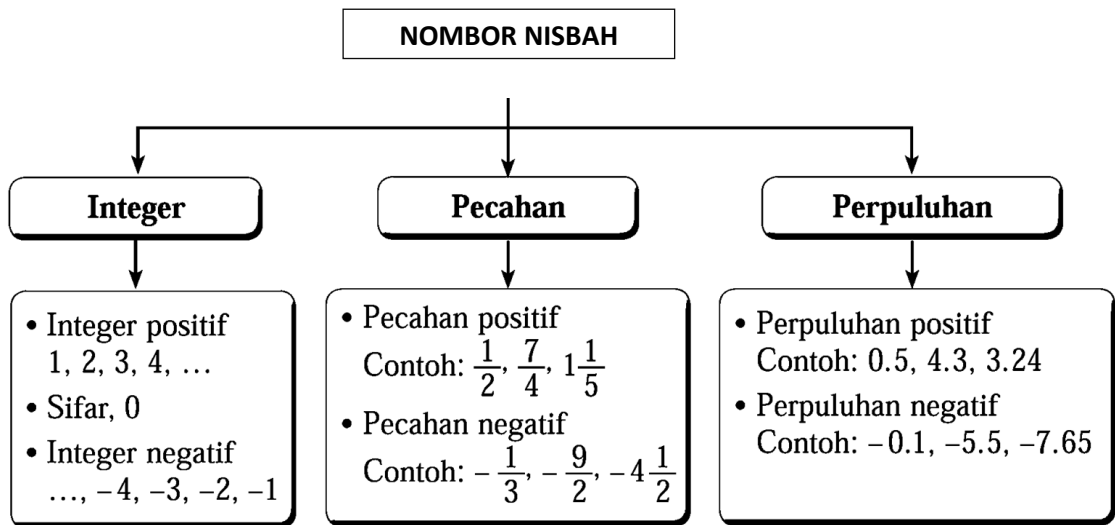 NOMBOR NISBAH
Integer
Pecahan
Perpuluhan
• Integer positif
1, 2, 3, 4, …
• Sifar, 0
• Integer negatif
…, −4, −3, −2, −1
• Pecahan positif
Contoh: 1/2, 7/4, 1 1/5
• Pecahan negatif
Contoh: −1/3, −9/2, −4 1/2
• Perpuluhan positif
Contoh: 0.5, 4.3, 3.24
• Perpuluhan negatif
Contoh: −0.1, −5.5, −7.65